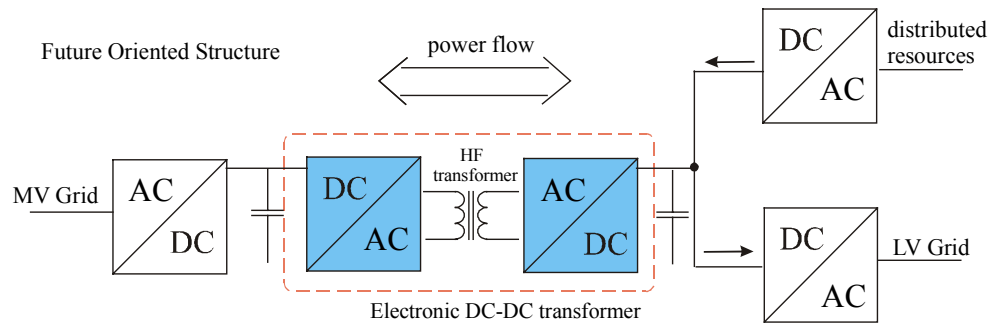 Future Oriented Structure
power flow
DC
AC
distributed
resources
MV Grid
AC
DC
DC
AC
HF
transformer
AC
DC
DC
AC
LV Grid
Electronic DC-DC transformer